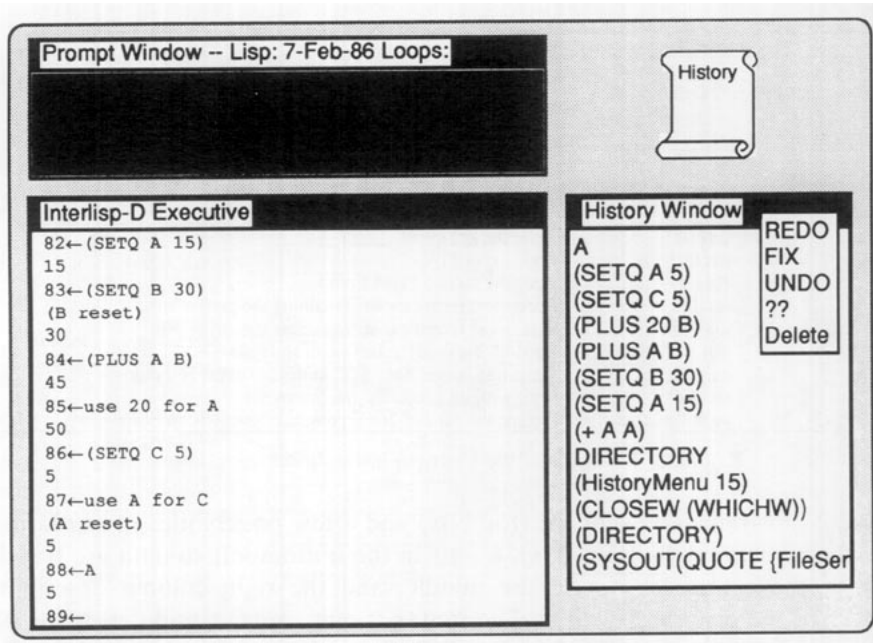 Prompt Window -- Lisp: 7-Feb-86 Loops:
History
Interlisp-D Executive
82←(SETQ A 15)
15
83←(SETQ B 30)
(B reset)
30
84←(PLUS A B)
45
85←use 20 for A
50
86←(SETQ C 5)
5
87←use A for C
(A reset)
5
88←A
5
89←
History Window
A
(SETQ A 5)
(SETQ C 5)
(PLUS 20 B)
(PLUS A B)
(SETQ B 30)
(SETQ A 15)
(+ A A)
DIRECTORY
(HistoryMenu 15)
(CLOSEW (WHICHW))
(DIRECTORY)
(SYSOUT(QUOTE {FileSer
REDO
FIX
UNDO
??
Delete